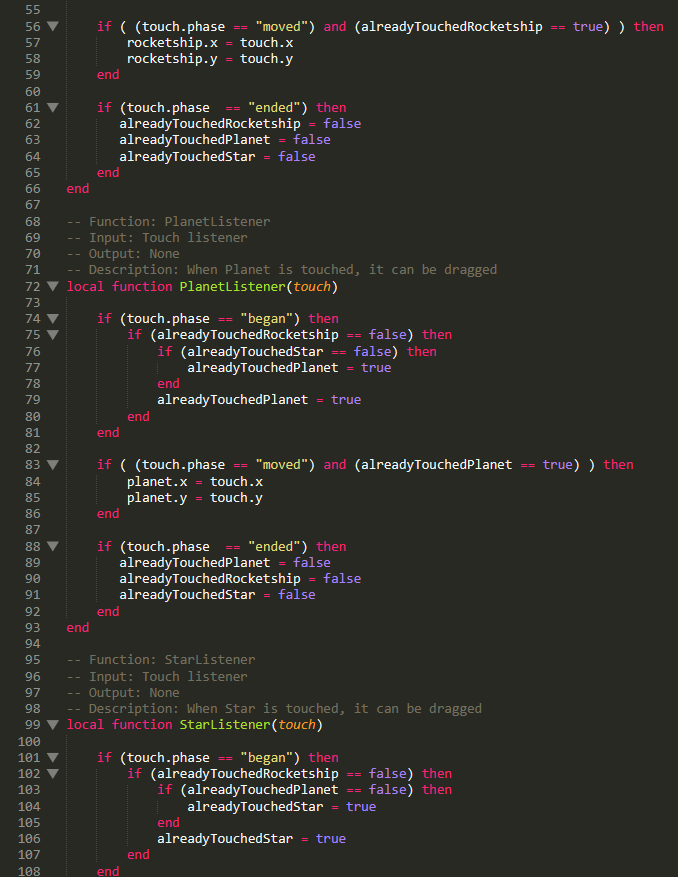 55
56 if ( (touch.phase == "moved") and (alreadyTouchedRocketship == true) ) then
57 rocketship.x = touch.x
58 rocketship.y = touch.y
59 end
60
61 if (touch.phase  == "ended") then
62 alreadyTouchedRocketship = false
63 alreadyTouchedPlanet = false
64 alreadyTouchedStar = false
65 end
66 end
67
68 -- Function: PlanetListener
69 -- Input: Touch listener
70 -- Output: None
71 -- Description: When Planet is touched, it can be dragged
72 local function PlanetListener(touch)
73
74 if (touch.phase == "began") then
75 if (alreadyTouchedRocketship == false) then
76 if (alreadyTouchedStar == false) then
77 alreadyTouchedPlanet = true
78 end
79 alreadyTouchedPlanet = true
80 end
81 end
82
83 if ( (touch.phase == "moved") and (alreadyTouchedPlanet == true) ) then
84 planet.x = touch.x
85 planet.y = touch.y
86 end
87
88 if (touch.phase  == "ended") then
89 alreadyTouchedPlanet = false
90 alreadyTouchedRocketship = false
91 alreadyTouchedStar = false
92 end
93 end
94
95 -- Function: StarListener
96 -- Input: Touch listener
97 -- Output: None
98 -- Description: When Star is touched, it can be dragged
99 local function StarListener(touch)
100
101 if (touch.phase == "began") then
102 if (alreadyTouchedRocketship == false) then
103 if (alreadyTouchedPlanet == false) then
104 alreadyTouchedStar = true
105 end
106 alreadyTouchedStar = true
107 end
108 end